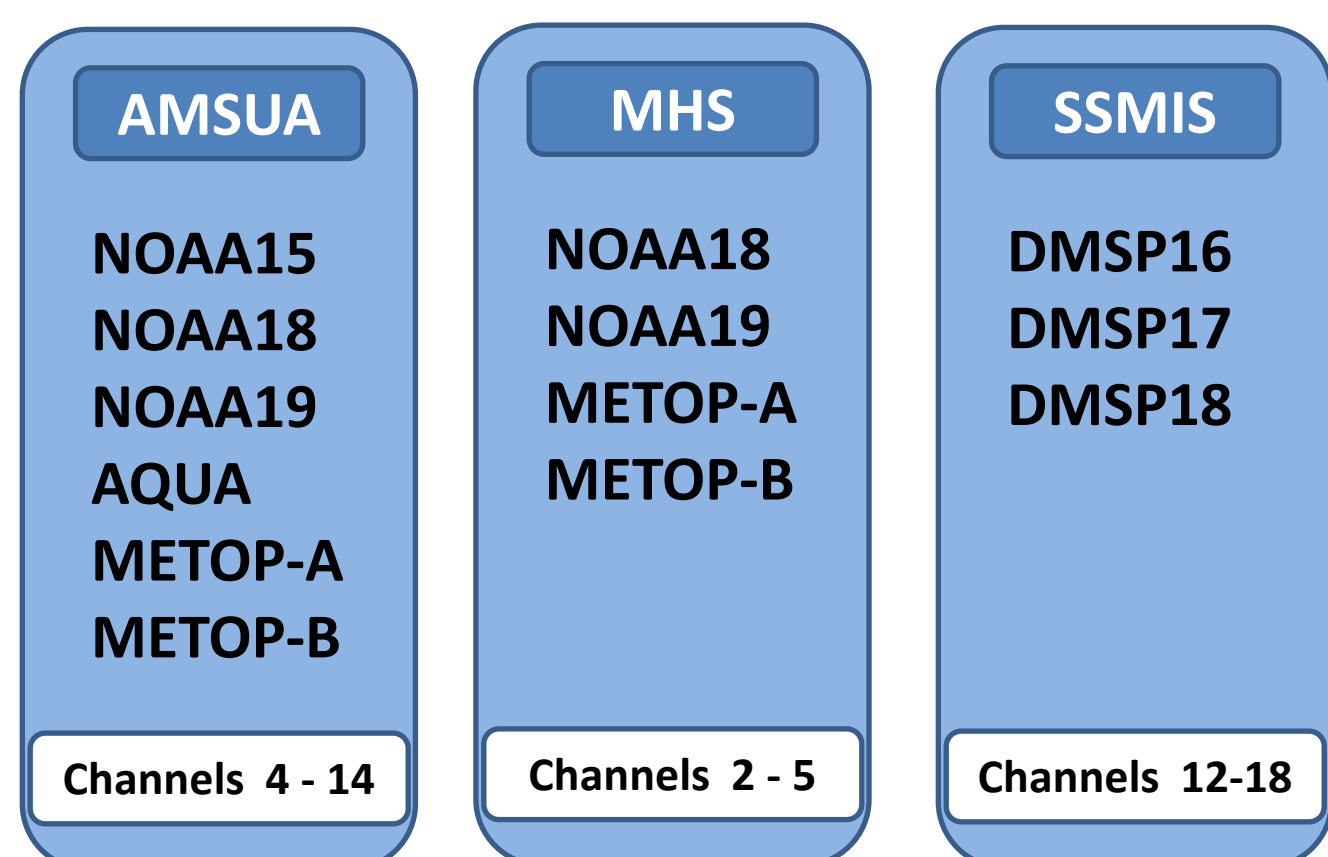 AMSUA
NOAA15
NOAA18
NOAA19
AQUA
METOP-A
METOP-B
Channels 4 - 14
MHS
NOAA18
NOAA19
METOP-A
METOP-B
Channels 2 - 5
SSMIS
DMSP16
DMSP17
DMSP18
Channels 12-18